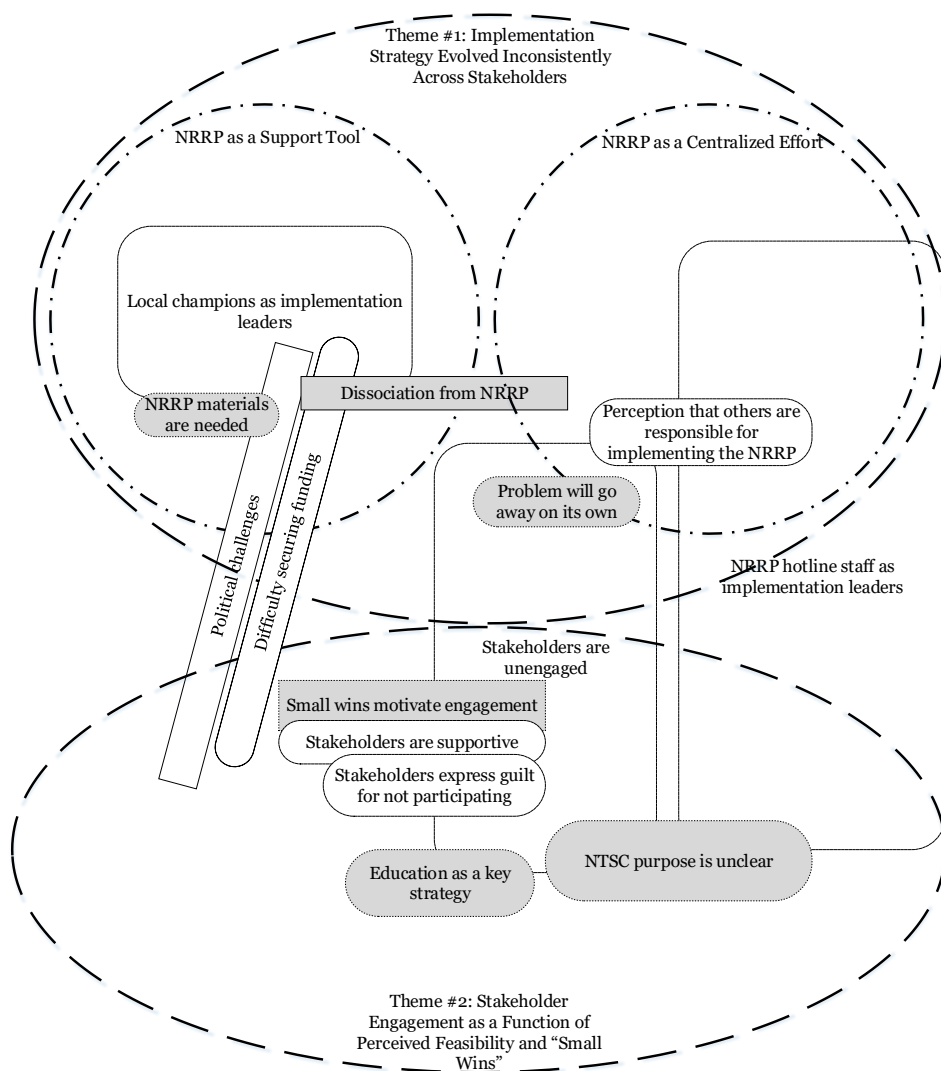 Theme #1: Implementation
Strategy Evolved Inconsistently
Across Stakeholders
NRRP as a Support Tool
NRRP as a Centralized Effort
Local champions as implementation
leaders
Dissociation from NRRP
NRRP materials
are needed
Perception that others are
responsible for
implementing the NRRP
Problem will go
away on its own
Political challenges
Difficulty securing funding
NRRP hotline staff as
implementation leaders
Stakeholders are
unengaged
Small wins motivate engagement
Stakeholders are supportive
Stakeholders express guilt
for not participating
Education as a key
strategy
NTSC purpose is unclear
Theme #2: Stakeholder
Engagement as a Function of
Perceived Feasibility and “Small
Wins”